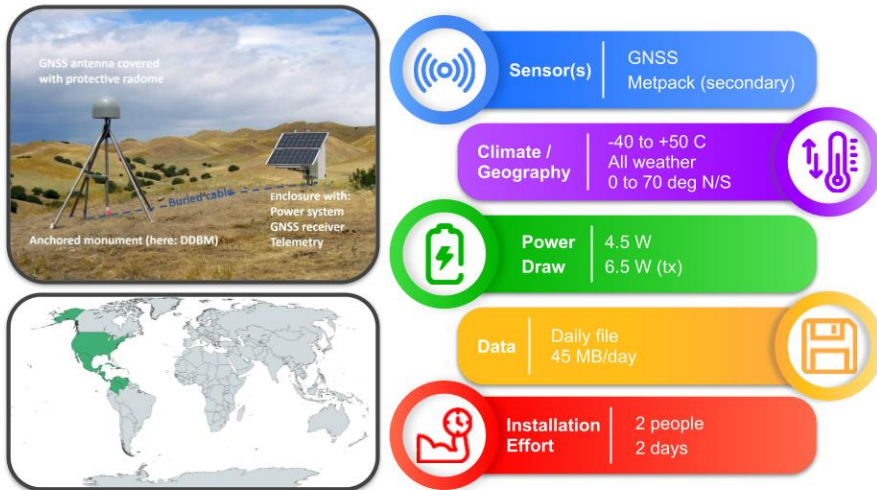 GNSS antenna covered
with protective radome
Buried cable
Enclosure with:
Power system
GNSS receiver
Telemetry
Anchored monument (here: DDBM)
Sensor(s)
GNSS
Metpack (secondary)
Climate /
Geography
-40 to +50 C
All weather
0 to 70 deg N/S
Power
Draw
4.5 W
6.5 W (tx)
Data
Daily file
45 MB/day
Installation
Effort
2 people
2 days